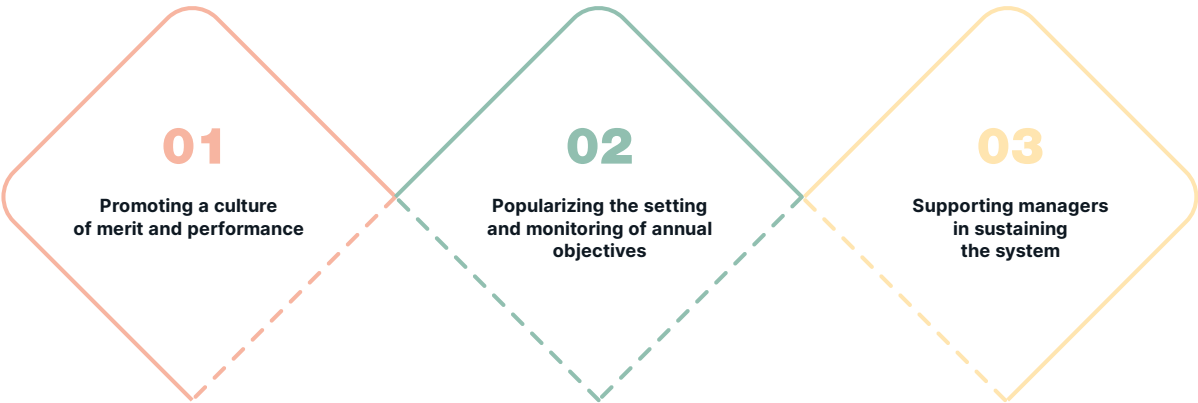 01
Promoting a culture
of merit and performance
02
Popularizing the setting
and monitoring of annual
objectives
03
Supporting managers
in sustaining
the system